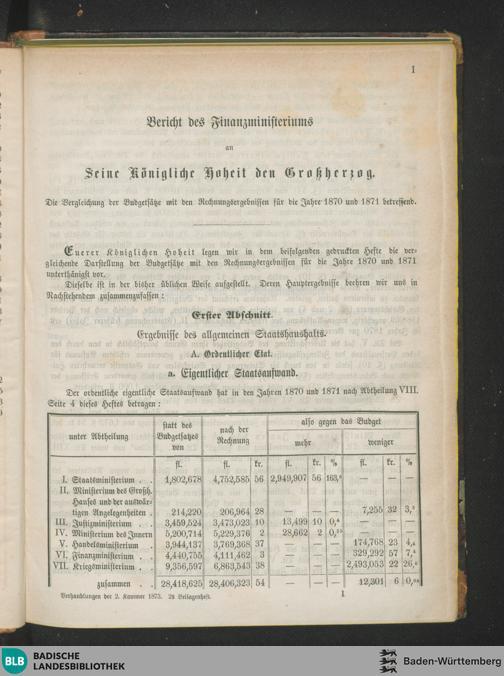 1
Bericht des Finanzministeriums
an
Seine Königliche Hoheit den Großherzog.
Die Vergleichung der Budgetsätze mit den Rechnungsergebnissen für die Jahre 1870 und 1871 betreffend.
Euerer Königlichen Hoheit legen wir in dem beifolgenden gedruckten Hefte die ver-
gleichende Darstellung der Budgetsätze mit den Rechnungsergebnissen für die Jahre 1870 und 1871
unterthänigst vor.
Dieselbe ist in der bisher üblichen Weise aufgestellt. Deren Hauptergebnisse beehren wir uns in
Nachstehendem zusammenzufassen:
Erster Abschnitt.
Ergebnisse des allgemeinen Staatshaushalts.
A. Ordentlicher Etat.
a. Eigentlicher Staatsaufwand.
Der ordentliche eigentliche Staatsaufwand hat in den Jahren 1870 und 1871 nach Abtheilung VIII.
Seite 4 dieses Heftes betragen:
unter Abtheilung | statt des Budgetsatzes von | nach der Rechnung | also gegen das Budget
mehr | weniger
fl. | fl. | kr. | fl. | kr. | % | fl. | kr. | %
I. Staatsministerium . . 1,802,678 4,752,585 56 2,949,907 56 163, — — —
II. Ministerium des Großh.
Hauses und der auswär-
tigen Angelegenheiten . 214,220 206,964 28 — — — 7,255 32 3,
III. Justizministerium . . 3,459,524 3,473,023 10 13,499 10 0, — — —
IV. Ministerium des Innern 5,200,714 5,229,376 2 28,662 2 0, — — —
V. Handelsministerium . 3,944,137 3,769,368 37 — — — 174,768 23 4,
VI. Finanzministerium . . 4,440,755 4,111,462 3 — — — 329,292 57 7,
VII. Kriegsministerium . . 9,356,597 6,863,543 38 — — — 2,493,053 22 26,
zusammen . . 28,418,625 28,406,323 54 — — — 12,301 6 0,
Verhandlungen der 2. Kammer 1873. 2s Beilagenheft. 1
BLB BADISCHE
LANDESBIBLIOTHEK
Baden-Württemberg